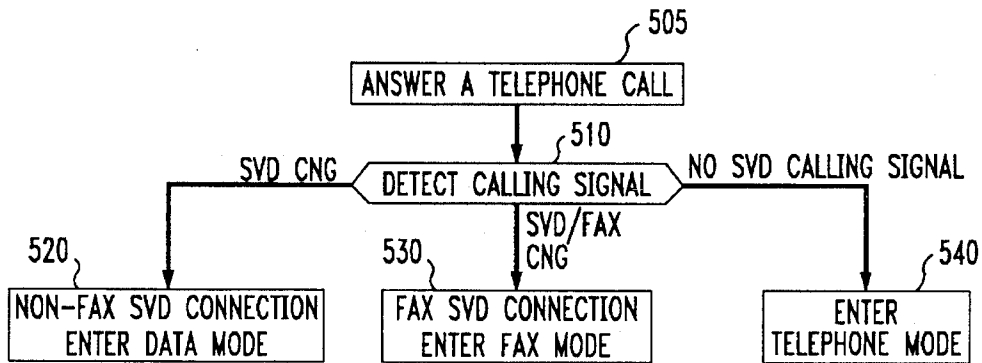 505
ANSWER A TELEPHONE CALL
510
SVD CNG
DETECT CALLING SIGNAL
NO SVD CALLING SIGNAL
SVD/FAX
CNG
520
NON-FAX SVD CONNECTION
ENTER DATA MODE
530
FAX SVD CONNECTION
ENTER FAX MODE
540
ENTER
TELEPHONE MODE